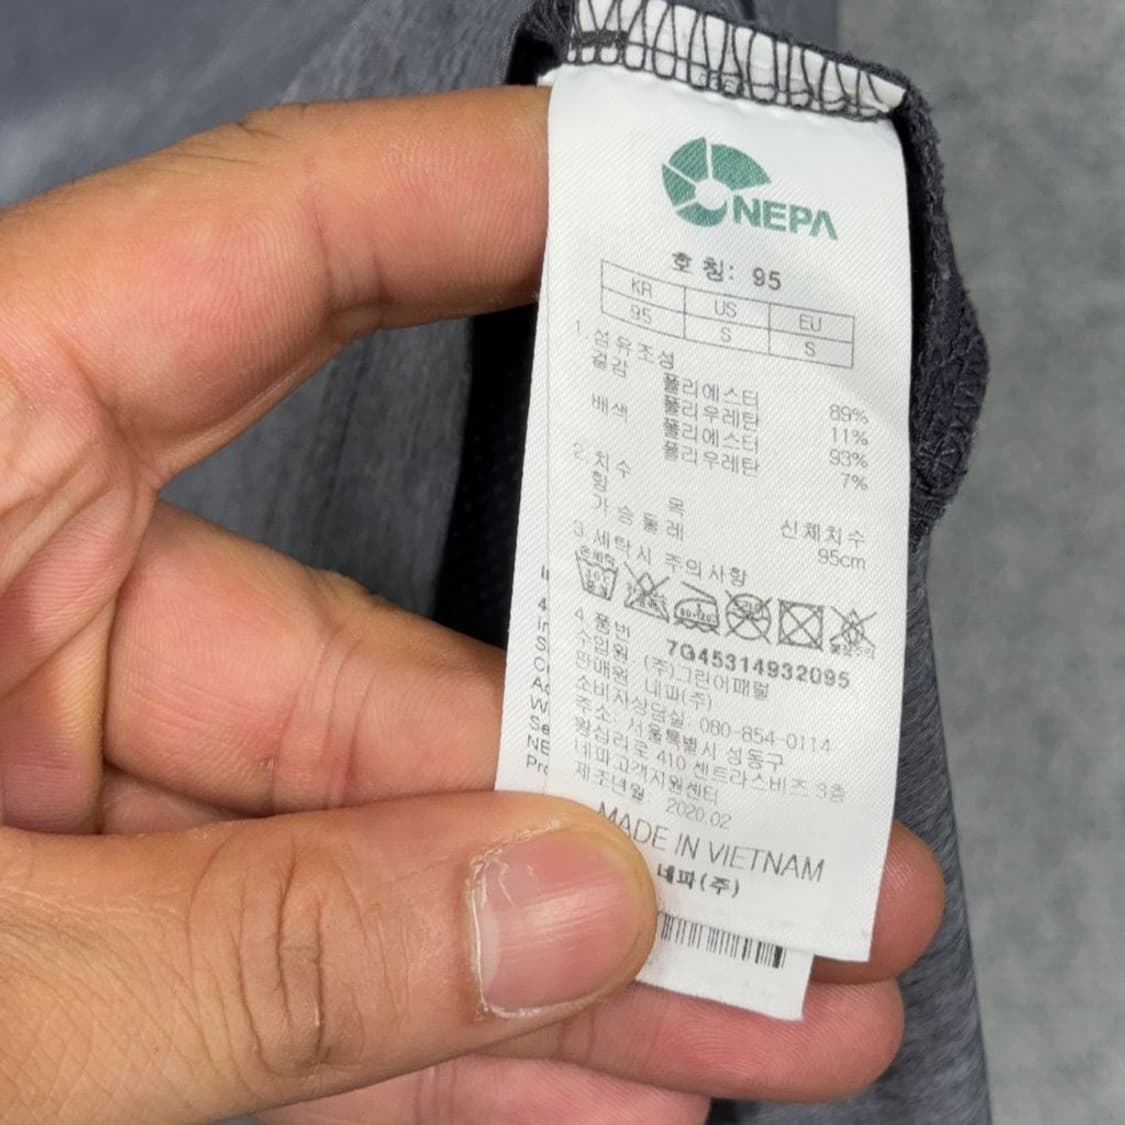 NEPA
호 칭: 95
KR US EU
95 S S
1. 섬유조성
겉감 폴리에스터 89%
폴리우레탄 11%
배색 폴리에스터 93%
폴리우레탄 7%
2. 치수
항 목 신체치수
가슴둘레 95cm
3. 세탁시 주의사항
손세탁
4. 품번 7G45314932095
수입원 (주)그린어패럴
판매원 네파(주)
소비자상담실: 080-854-0114
주소: 서울특별시 성동구
왕십리로 410 센트라스비즈 3층
네파고객지원센터
제조년월: 2020.02
MADE IN VIETNAM
네파(주)